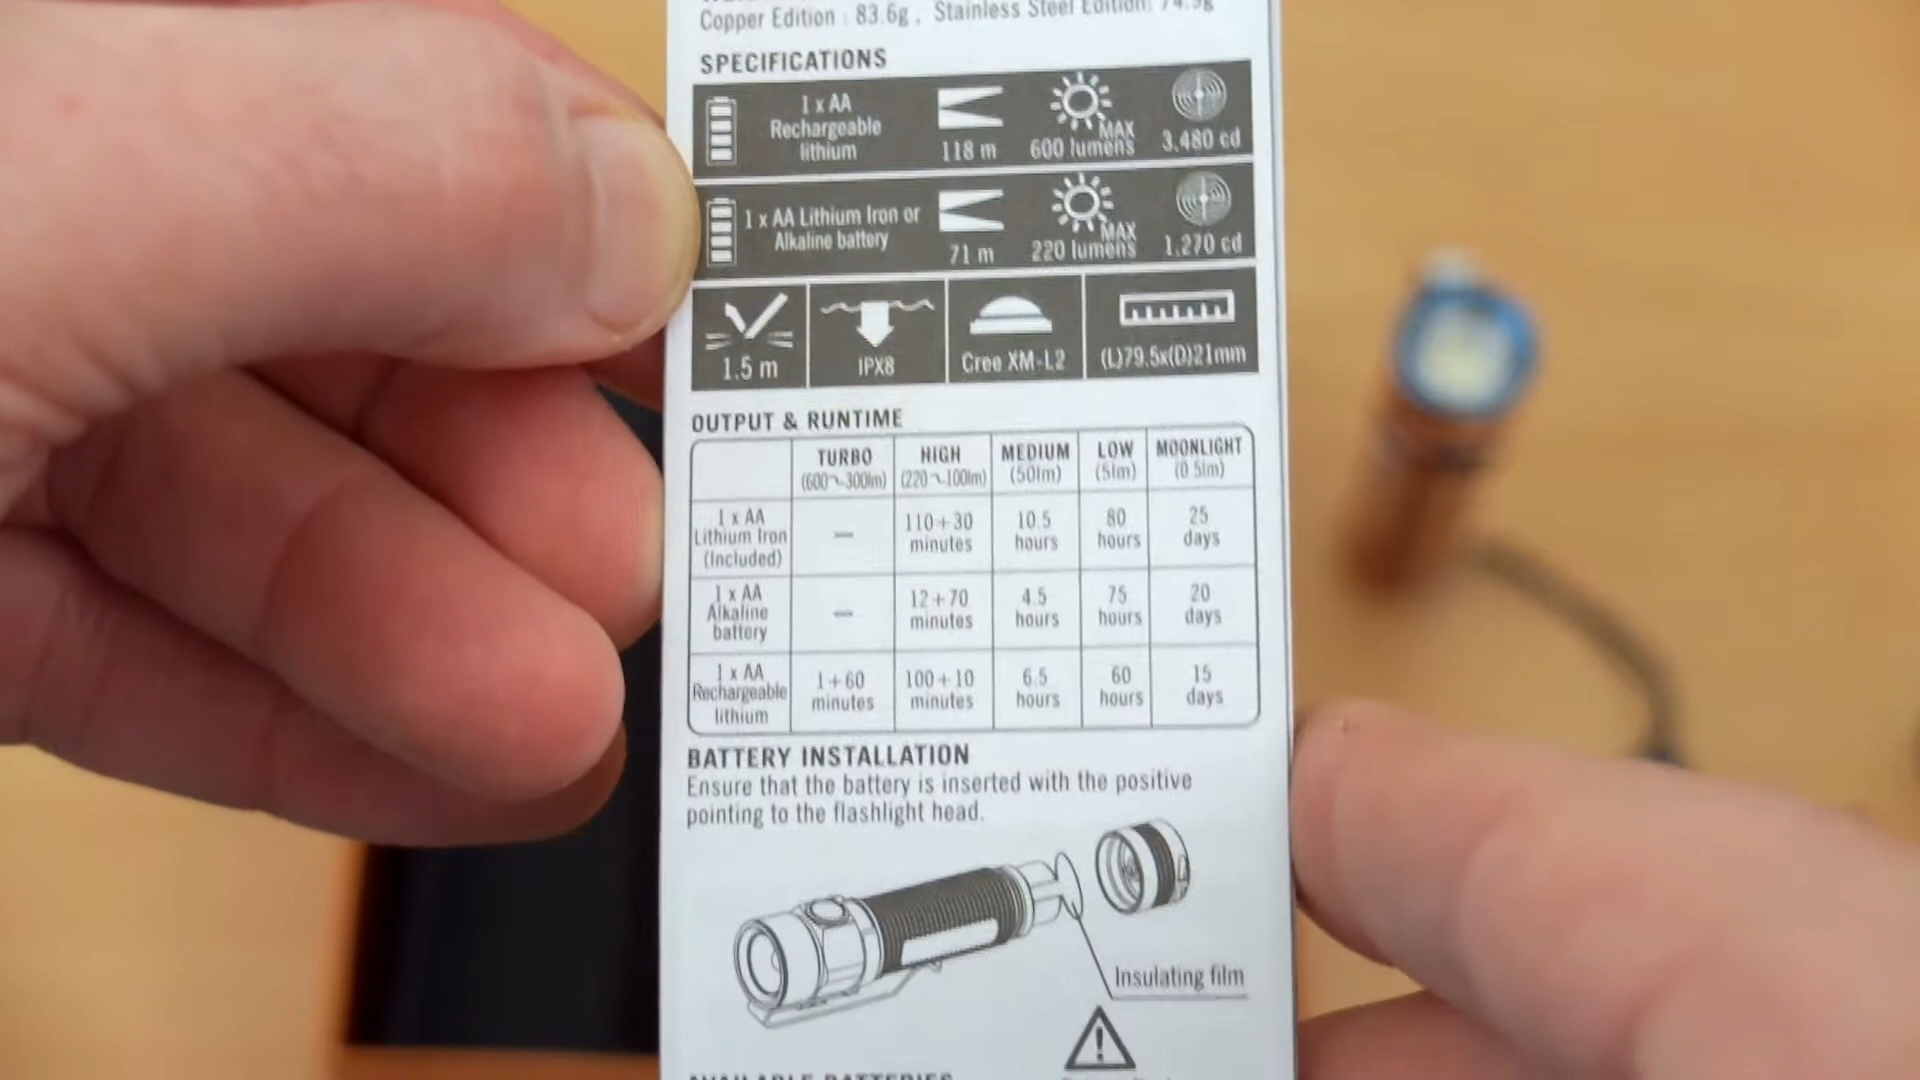 Copper Edition : 83.6g , Stainless Steel Edition: 74.9g
SPECIFICATIONS
1 x AA
Rechargeable
lithium
118 m
MAX
600 lumens
3,480 cd
1 x AA Lithium Iron or
Alkaline battery
71 m
MAX
220 lumens
1,270 cd
1.5 m
IPX8
Cree XM-L2
(L)79.5x(D)21mm
OUTPUT & RUNTIME
TURBO
(600~300lm)
HIGH
(220~100lm)
MEDIUM
(50lm)
LOW
(5lm)
MOONLIGHT
(0.5lm)
1 x AA
Lithium Iron
(Included)
—
110+30
minutes
10.5
hours
80
hours
25
days
1 x AA
Alkaline
battery
—
12+70
minutes
4.5
hours
75
hours
20
days
1 x AA
Rechargeable
lithium
1+60
minutes
100+10
minutes
6.5
hours
60
hours
15
days
BATTERY INSTALLATION
Ensure that the battery is inserted with the positive
pointing to the flashlight head.
Insulating film
AVAILABLE BATTERIES